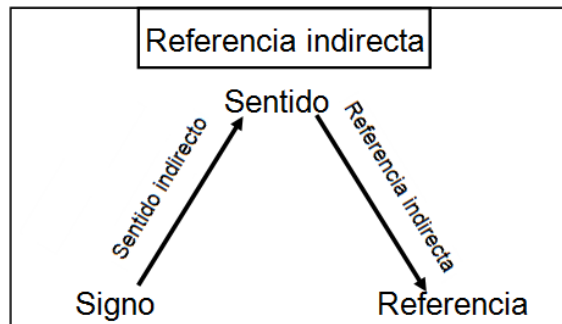 Referencia indirecta
Sentido
Sentido indirecto
Referencia indirecta
Signo
Referencia